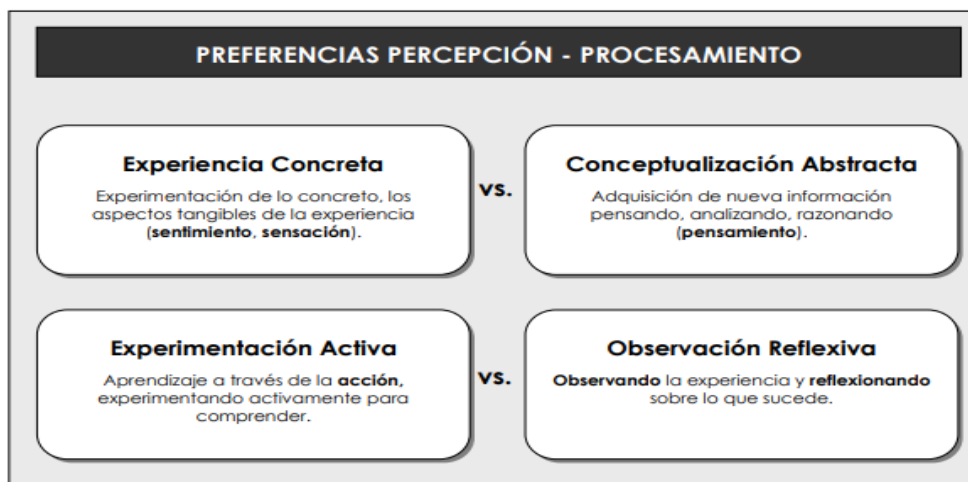 PREFERENCIAS PERCEPCIÓN - PROCESAMIENTO
Experiencia Concreta
Experimentación de lo concreto, los
aspectos tangibles de la experiencia
(sentimiento, sensación).
vs.
Conceptualización Abstracta
Adquisición de nueva información
pensando, analizando, razonando
(pensamiento).
Experimentación Activa
Aprendizaje a través de la acción,
experimentando activamente para
comprender.
vs.
Observación Reflexiva
Observando la experiencia y reflexionando
sobre lo que sucede.